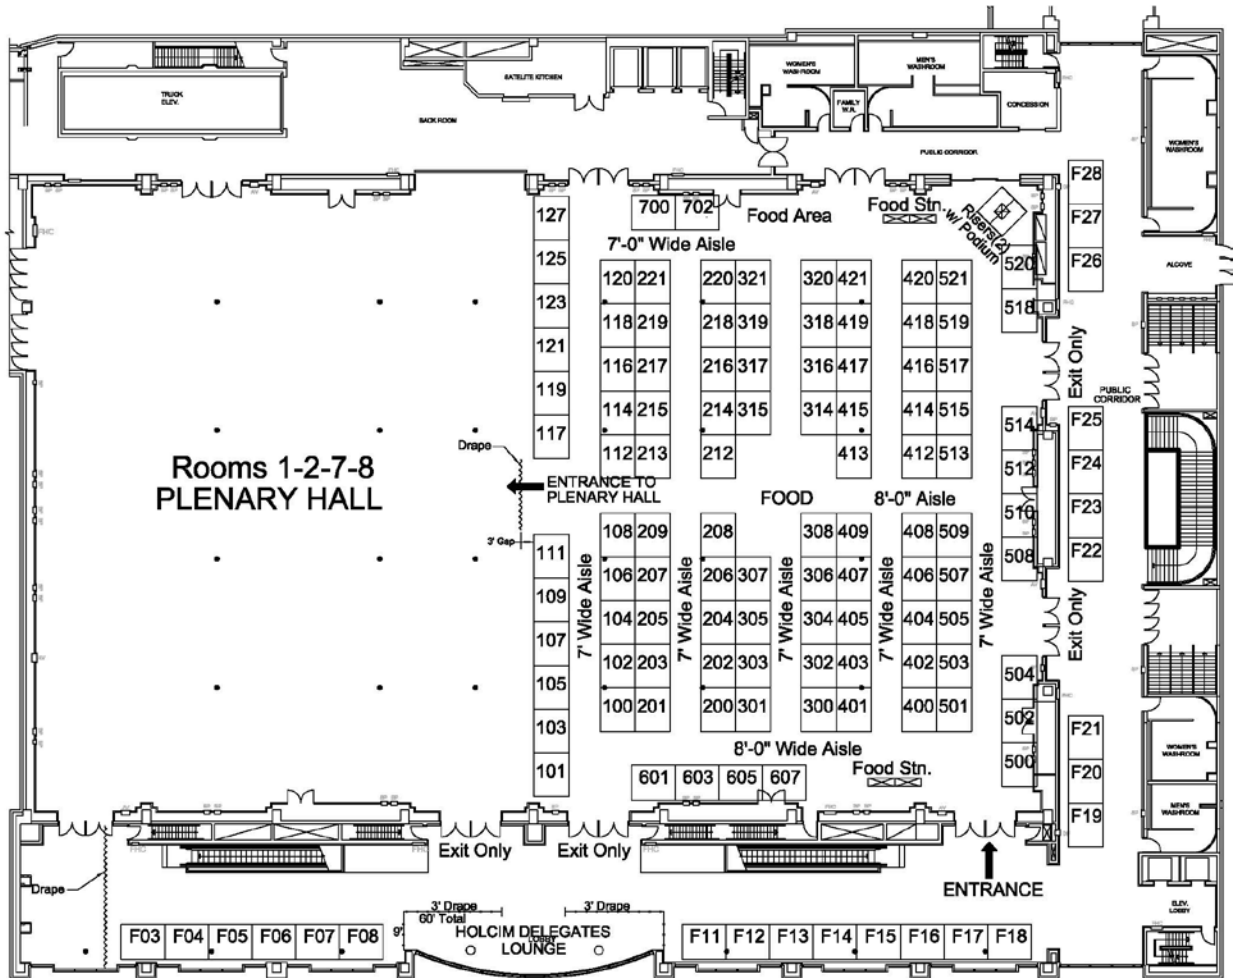 TRUCK
ELEV.
SATELITE KITCHEN
BACK ROOM
WOMEN'S
WASHROOM
MEN'S
WASHROOM
FAMILY
W.R.
CONCESSION
PUBLIC CORRIDOR
WOMEN'S
WASHROOM
ALCOVE
F28
F27
F26
127
125
123
121
119
117
700 702
Food Area
Food Stn.
Risers(2)
w/ Podium
7'-0" Wide Aisle
520
518
120 221 220 321 320 421 420 521
118 219 218 319 318 419 418 519
116 217 216 317 316 417 416 517
114 215 214 315 314 415 414 515
112 213 212 413 412 513
Exit Only
PUBLIC
CORRIDOR
514
512
510
508
F25
F24
F23
F22
Drape
Rooms 1-2-7-8
PLENARY HALL
ENTRANCE TO
PLENARY HALL
FOOD
8'-0" Aisle
3' Gap
111
109
107
105
103
101
108 209 208 308 409 408 509
106 207 206 307 306 407 406 507
104 205 204 305 304 405 404 505
102 203 202 303 302 403 402 503
100 201 200 301 300 401 400 501
7' Wide Aisle
7' Wide Aisle
7' Wide Aisle
7' Wide Aisle
7' Wide Aisle
Exit Only
504
502
500
F21
F20
F19
8'-0" Wide Aisle
601 603 605 607
Food Stn.
WOMEN'S
WASHROOM
MEN'S
WASHROOM
FHC
Exit Only
Exit Only
FHC
ENTRANCE
Drape
3' Drape
60' Total
3' Drape
9'
HOLCIM DELEGATES
LOUNGE
LOBBY
ELEV.
LOBBY
F03 F04 F05 F06 F07 F08
F11 F12 F13 F14 F15 F16 F17 F18